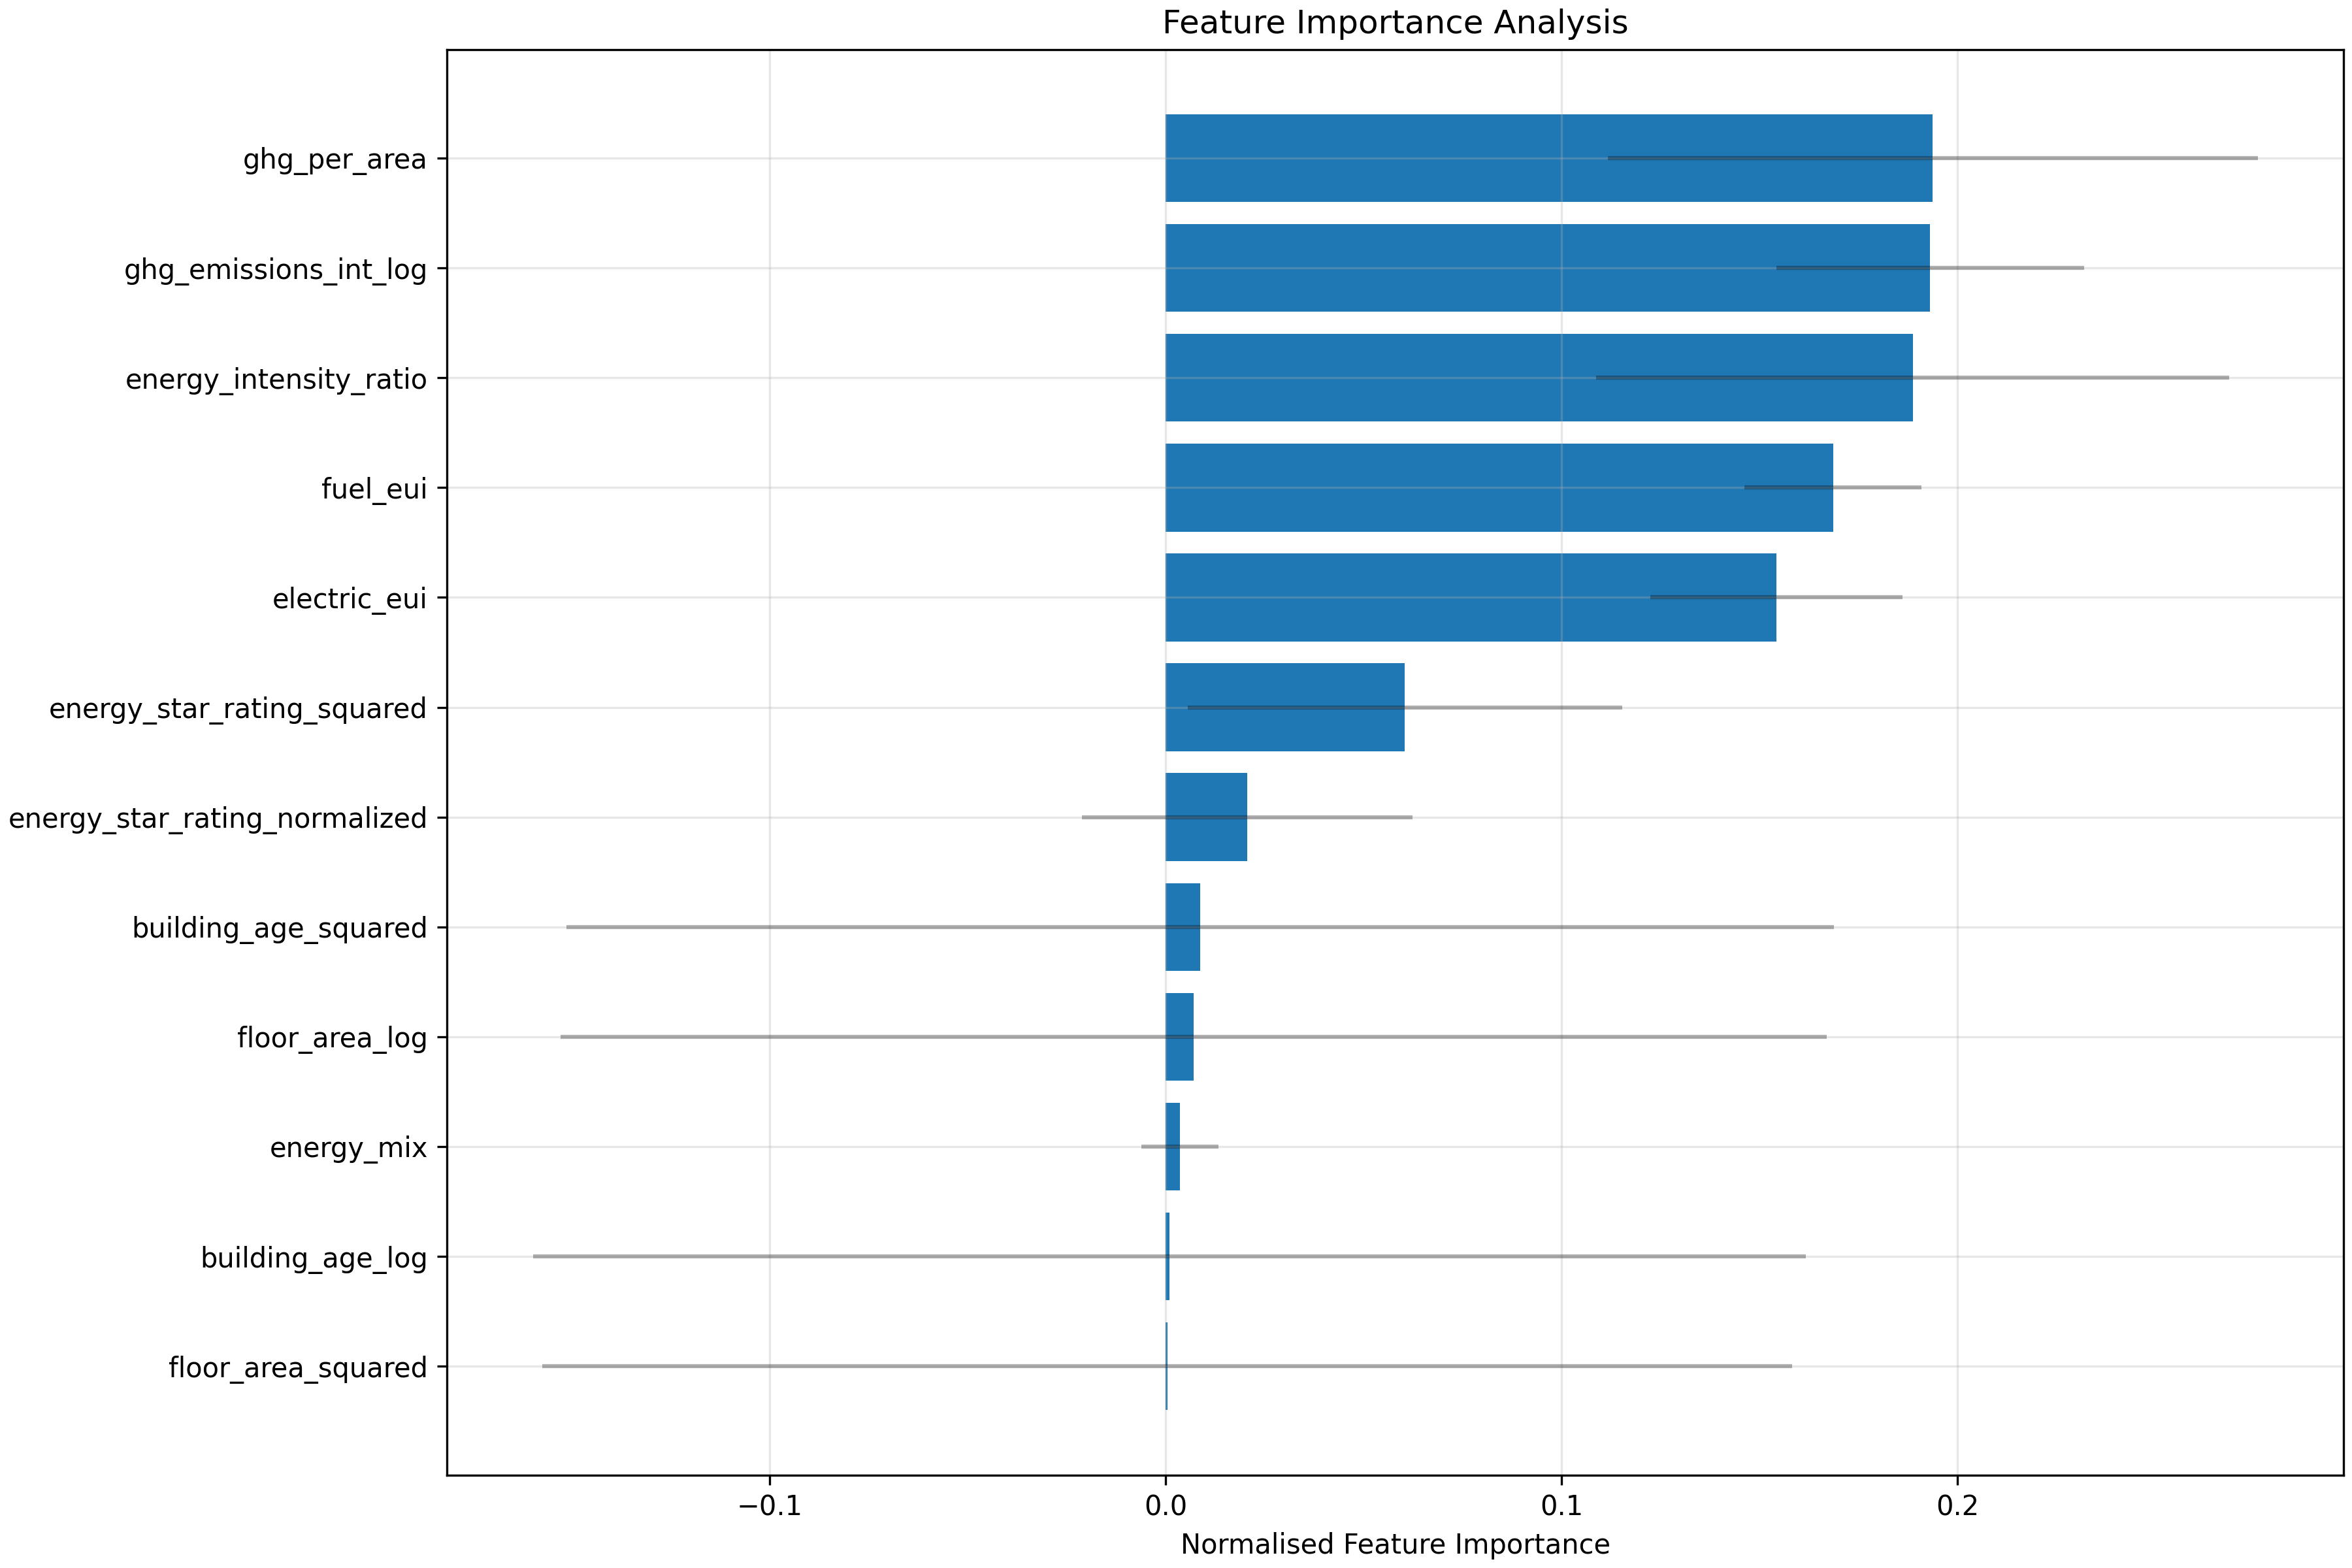 Feature Importance Analysis
ghg_per_area
ghg_emissions_int_log
energy_intensity_ratio
fuel_eui
electric_eui
energy_star_rating_squared
energy_star_rating_normalized
building_age_squared
floor_area_log
energy_mix
building_age_log
floor_area_squared
−0.1 0.0 0.1 0.2
Normalised Feature Importance